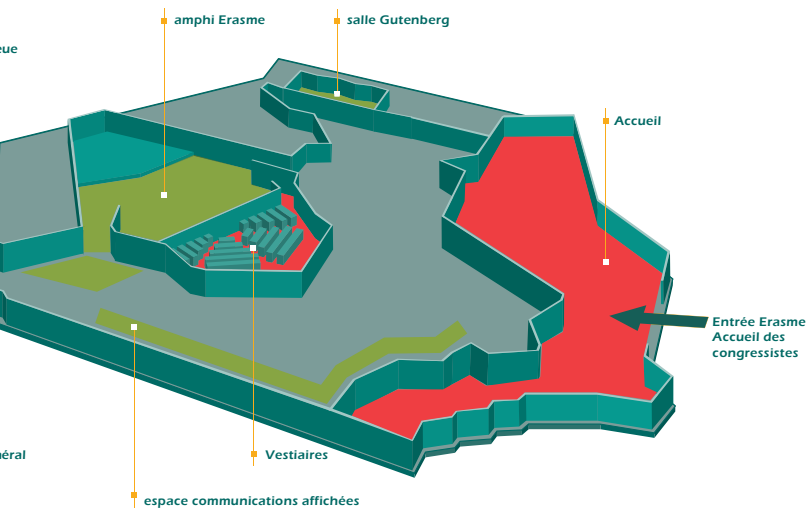 amphi Erasme
salle Gutenberg
Accueil
Entrée Erasme
Accueil des
congressistes
Vestiaires
espace communications affichées